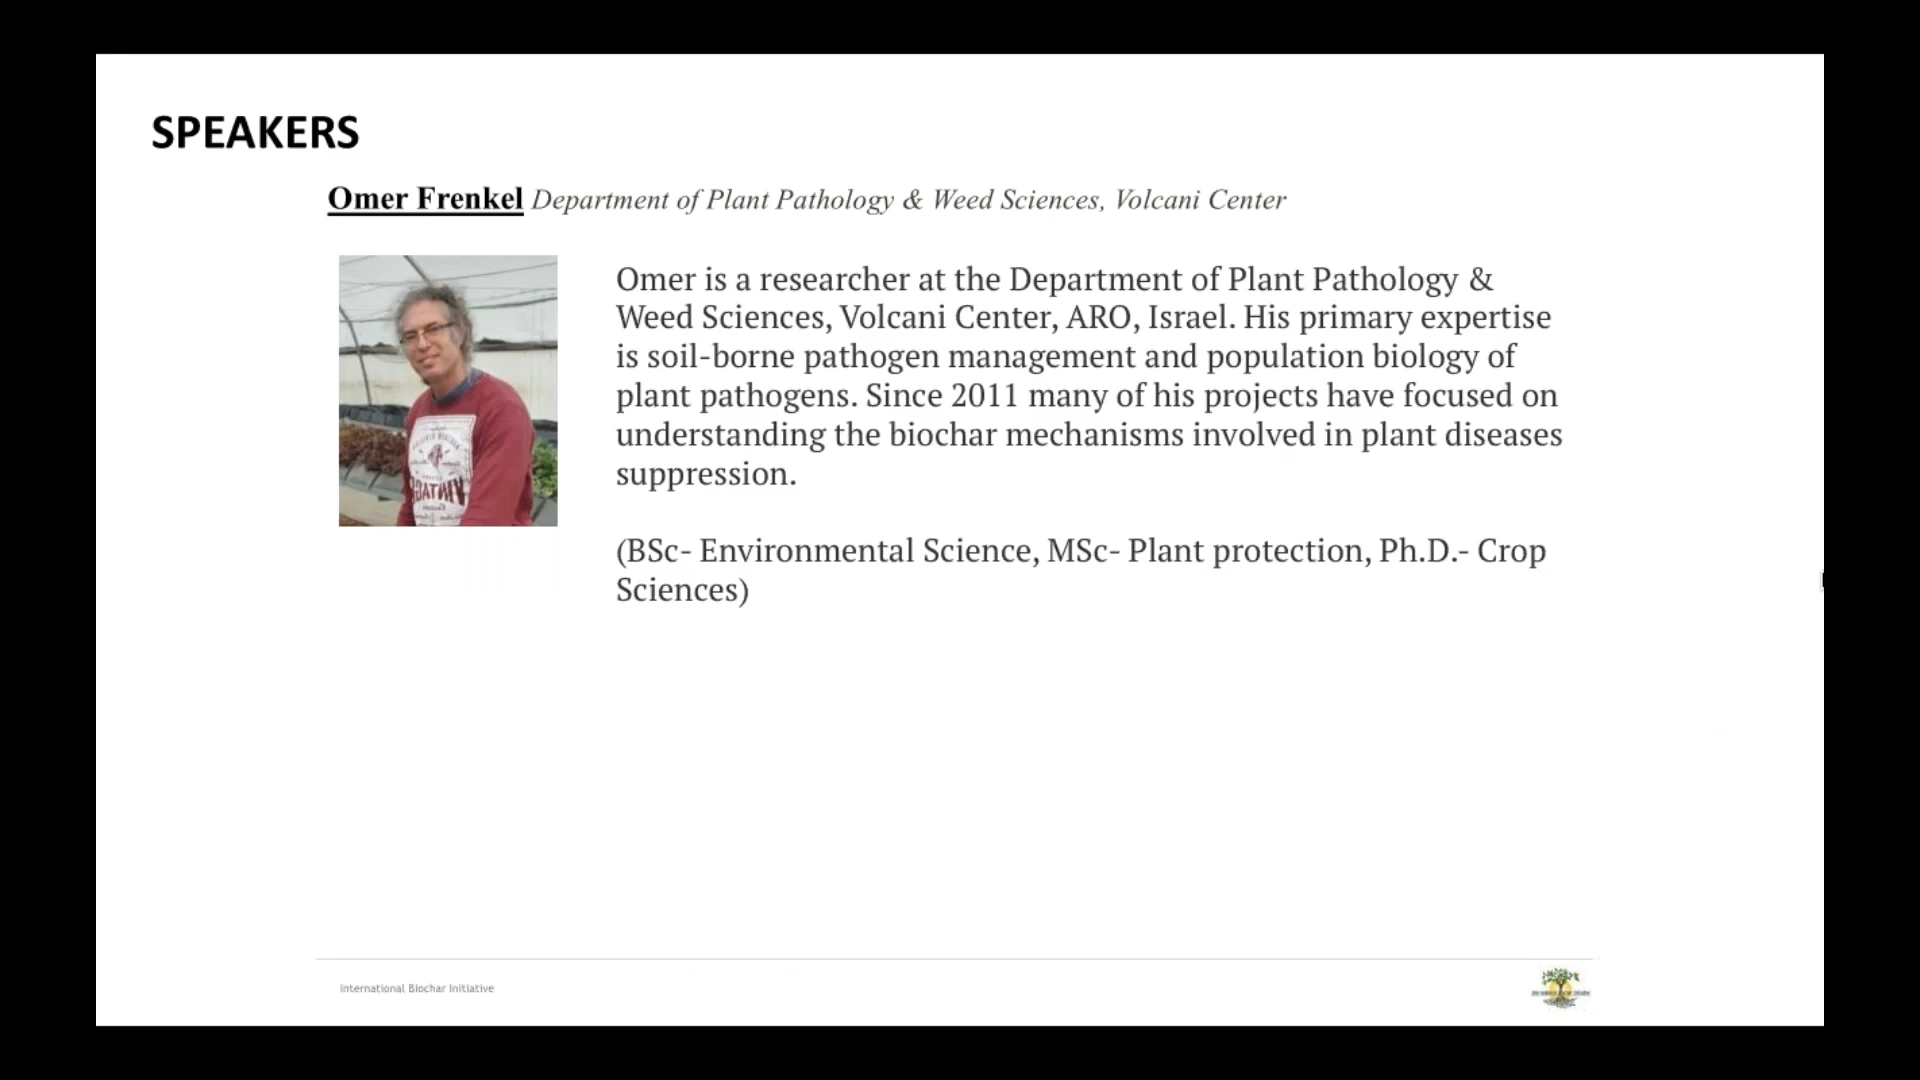 SPEAKERS
Omer Frenkel Department of Plant Pathology & Weed Sciences, Volcani Center
Omer is a researcher at the Department of Plant Pathology &
Weed Sciences, Volcani Center, ARO, Israel. His primary expertise
is soil-borne pathogen management and population biology of
plant pathogens. Since 2011 many of his projects have focused on
understanding the biochar mechanisms involved in plant diseases
suppression.
(BSc- Environmental Science, MSc- Plant protection, Ph.D.- Crop
Sciences)
International Biochar Initiative